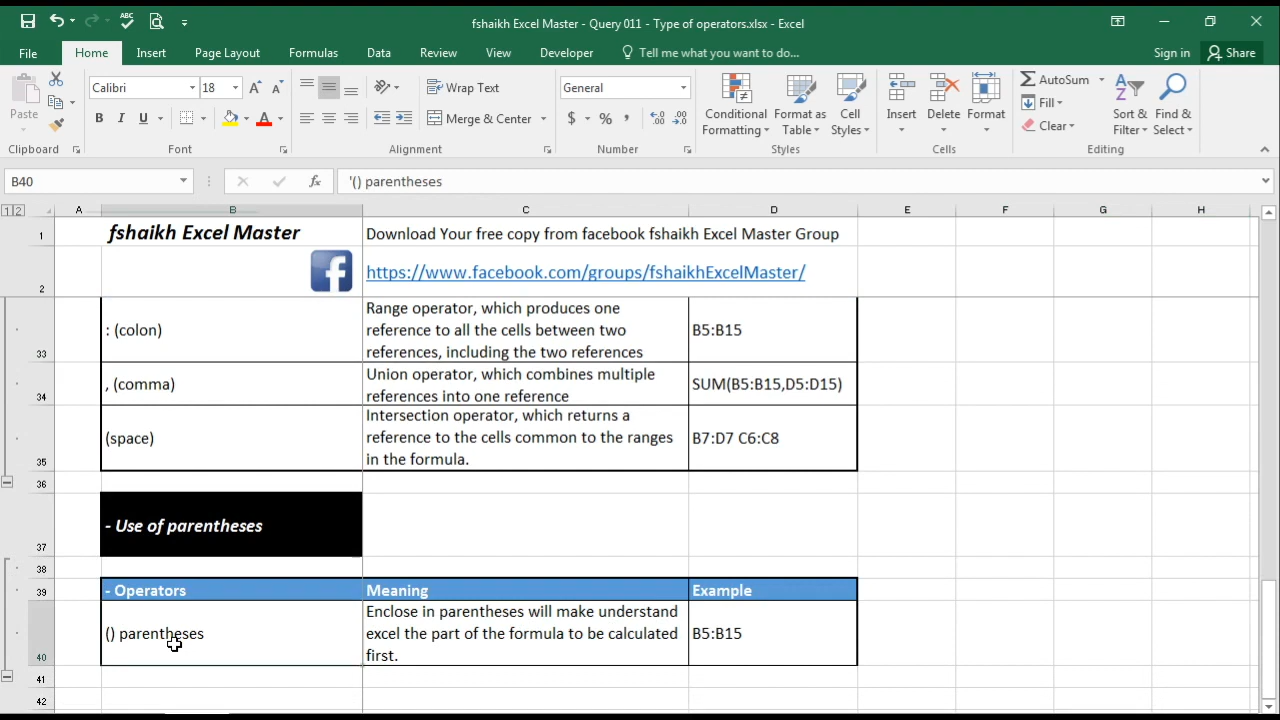 fshaikh Excel Master - Query 011 - Type of operators.xlsx - Excel
File Home Insert Page Layout Formulas Data Review View Developer Tell me what you want to do... Sign in Share
Paste
Calibri 18
B I U
Wrap Text
Merge & Center
General
$ % ,
Conditional Formatting
Format as Table
Cell Styles
Insert
Delete
Format
AutoSum
Fill
Clear
Sort & Filter
Find & Select
Clipboard Font Alignment Number Styles Cells Editing
B40 fx '() parentheses
1 2 A B C D E F G H
1 fshaikh Excel Master Download Your free copy from facebook fshaikh Excel Master Group
2 https://www.facebook.com/groups/fshaikhExcelMaster/
Range operator, which produces one
: (colon) reference to all the cells between two B5:B15
33 references, including the two references
, (comma) Union operator, which combines multiple SUM(B5:B15,D5:D15)
34 references into one reference
Intersection operator, which returns a
(space) reference to the cells common to the ranges B7:D7 C6:C8
35 in the formula.
36
37 - Use of parentheses
38
39 - Operators Meaning Example
Enclose in parentheses will make understand
() parentheses excel the part of the formula to be calculated B5:B15
40 first.
41
42